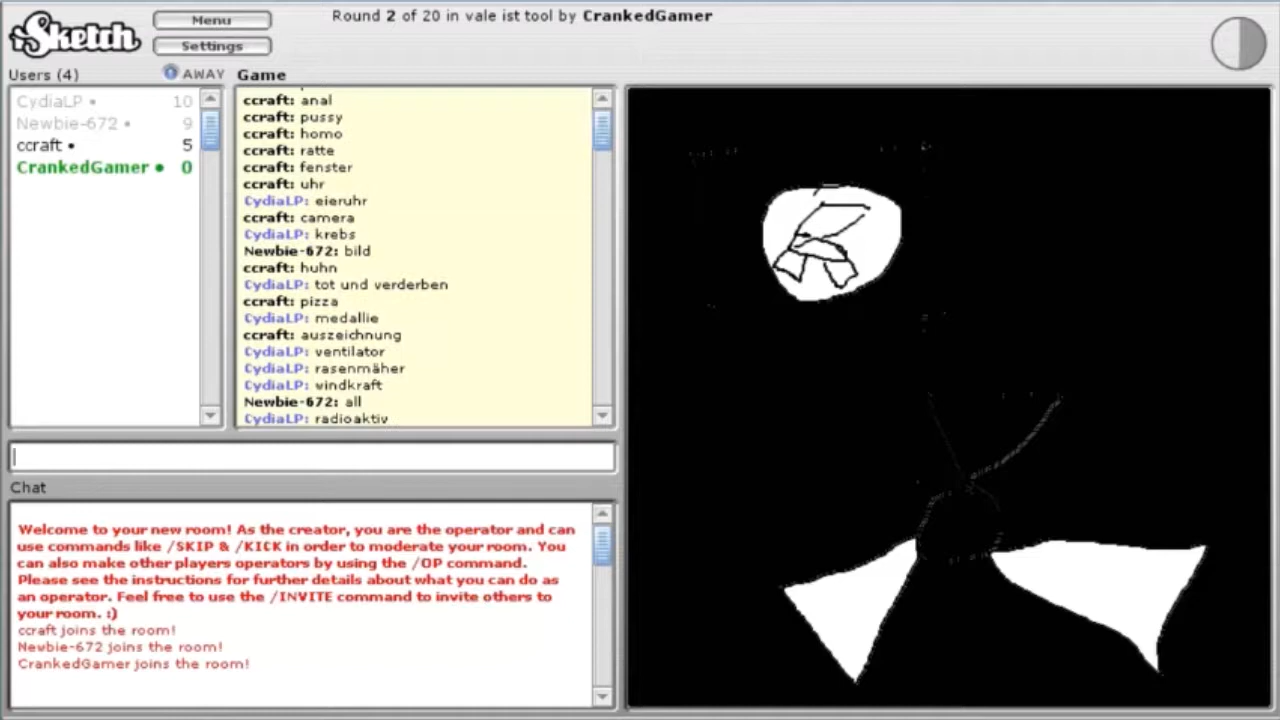 iSketch
Menu
Settings
Round 2 of 20 in vale ist tool by CrankedGamer
Users (4)
AWAY
Game
CydiaLP • 10
Newbie-672 • 9
ccraft • 5
CrankedGamer • 0
ccraft: anal
ccraft: pussy
ccraft: homo
ccraft: ratte
ccraft: fenster
ccraft: uhr
CydiaLP: eieruhr
ccraft: camera
CydiaLP: krebs
Newbie-672: bild
ccraft: huhn
CydiaLP: tot und verderben
ccraft: pizza
CydiaLP: medallie
ccraft: auszeichnung
CydiaLP: ventilator
CydiaLP: rasenmäher
CydiaLP: windkraft
Newbie-672: all
CydiaLP: radioaktiv
Chat
Welcome to your new room! As the creator, you are the operator and can
use commands like /SKIP & /KICK in order to moderate your room. You
can also make other players operators by using the /OP command.
Please see the instructions for further details about what you can do as
an operator. Feel free to use the /INVITE command to invite others to
your room. :)
ccraft joins the room!
Newbie-672 joins the room!
CrankedGamer joins the room!